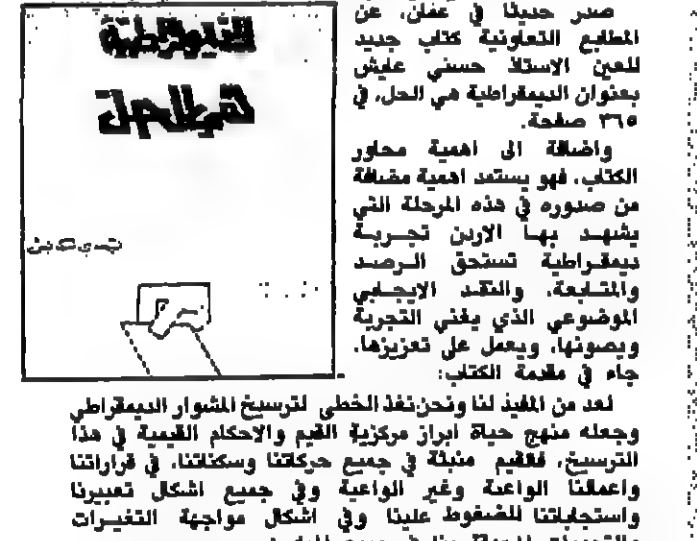 الديمقراطية
هي الحل
حسني عايش
صدر حديثا في عمان، عن
المطابع التعاونية كتاب جديد
للعين الاستاذ حسني عايش
بعنوان الديمقراطية هي الحل، في
٣٦٥ صفحة.
واضافة الى اهمية محاور
الكتاب، فهو يستمد اهمية مضافة
من صدوره في هذه المرحلة التي
يشهد بها الاردن تجربة
ديمقراطية تستحق الرصد
والمتابعة، والنقد الايجابي
الموضوعي الذي يغني التجربة
ويصونها، ويعمل على تعزيزها.
جاء في مقدمة الكتاب:
لعد من المفيد لنا ونحن نغذ الخطى لترسيخ المشوار الديمقراطي
وجعله منهج حياة ابراز مركزية القيم والاحكام القيمية في هذا
الترسيخ، فالقيم منبثة في جميع حركاتنا وسكناتنا، في قراراتنا
واعمالنا الواعية وغير الواعية وفي جميع اشكال تعبيرنا
واستجاباتنا للضغوط علينا وفي اشكال مواجهة التغيرات